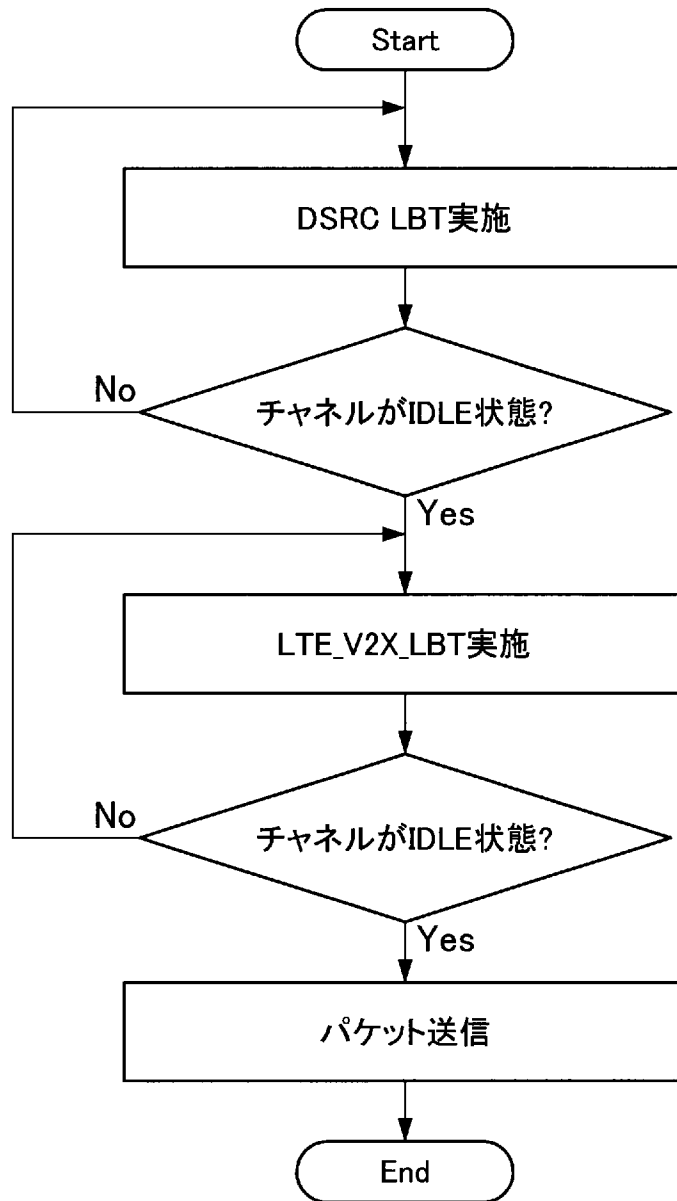 Start
DSRC LBT実施
チャネルがIDLE状態?
No
Yes
LTE_V2X_LBT実施
チャネルがIDLE状態?
No
Yes
パケット送信
End